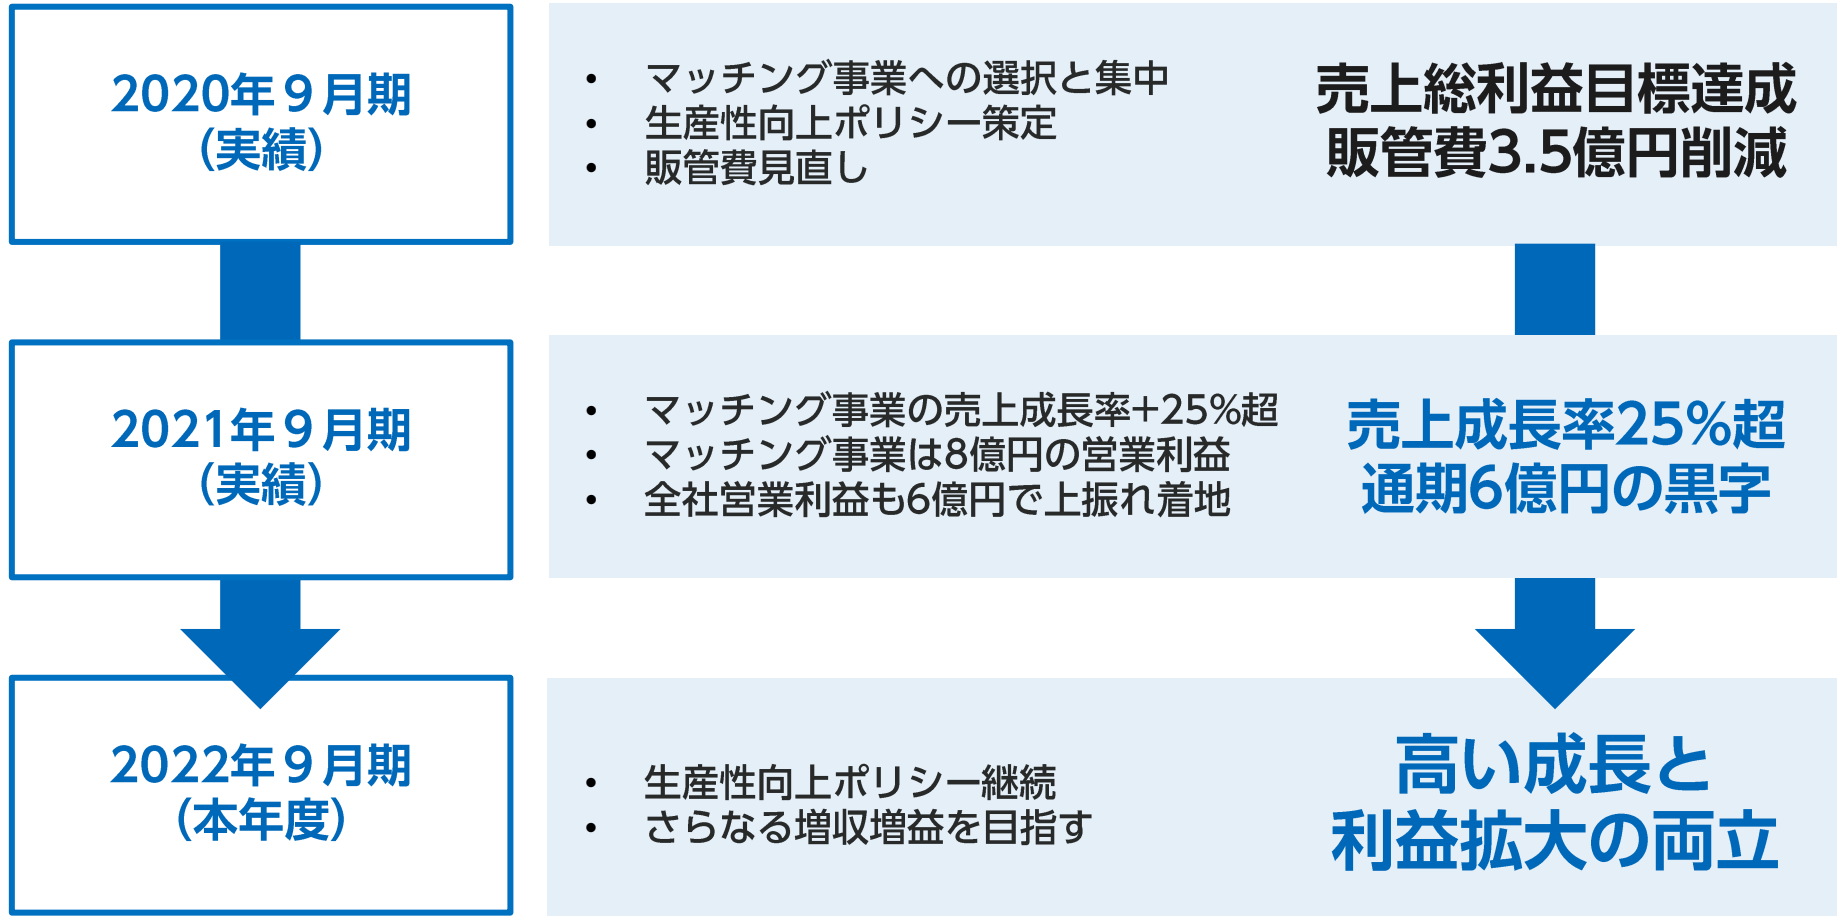 2020年９月期
（実績）
• マッチング事業への選択と集中
• 生産性向上ポリシー策定
• 販管費見直し
売上総利益目標達成
販管費3.5億円削減
2021年９月期
（実績）
• マッチング事業の売上成長率+25%超
• マッチング事業は8億円の営業利益
• 全社営業利益も6億円で上振れ着地
売上成長率25%超
通期6億円の黒字
2022年９月期
（本年度）
• 生産性向上ポリシー継続
• さらなる増収増益を目指す
高い成長と
利益拡大の両立